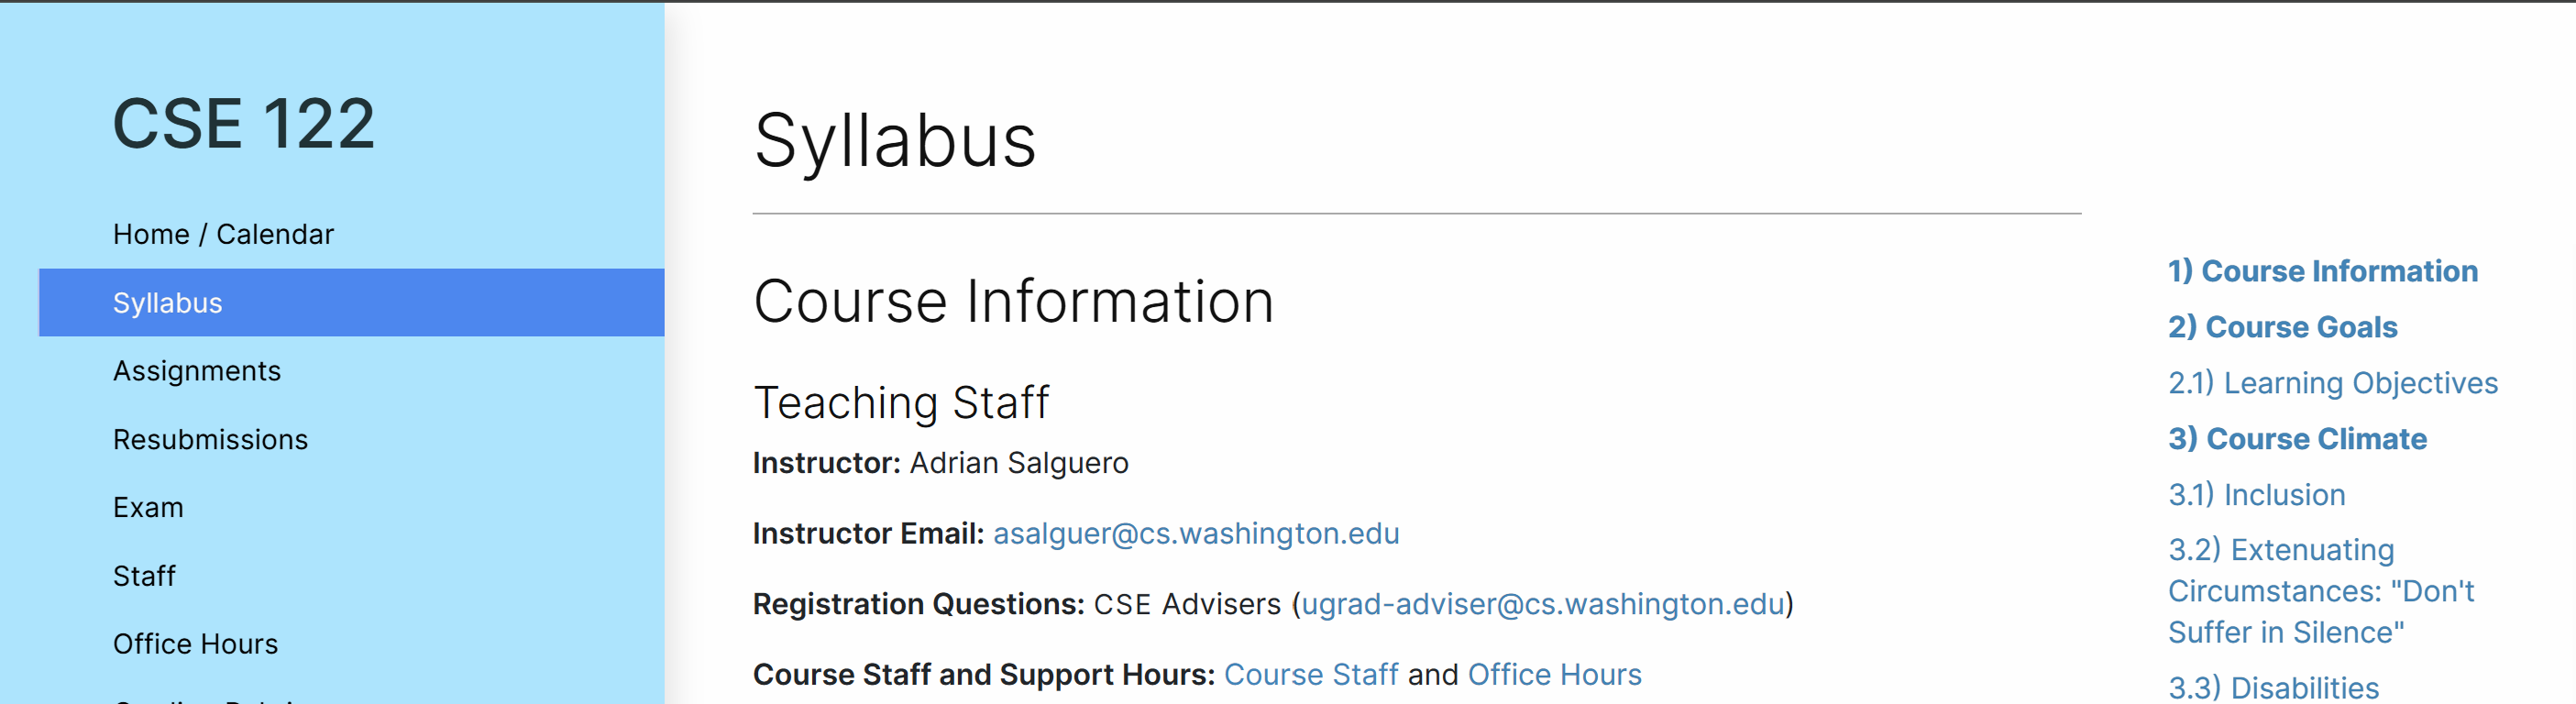 CSE 122
Home / Calendar
Syllabus
Assignments
Resubmissions
Exam
Staff
Office Hours
Syllabus
Course Information
Teaching Staff
Instructor: Adrian Salguero
Instructor Email: asalguer@cs.washington.edu
Registration Questions: CSE Advisers (ugrad-adviser@cs.washington.edu)
Course Staff and Support Hours: Course Staff and Office Hours
1) Course Information
2) Course Goals
2.1) Learning Objectives
3) Course Climate
3.1) Inclusion
3.2) Extenuating
Circumstances: "Don't
Suffer in Silence"
3.3) Disabilities